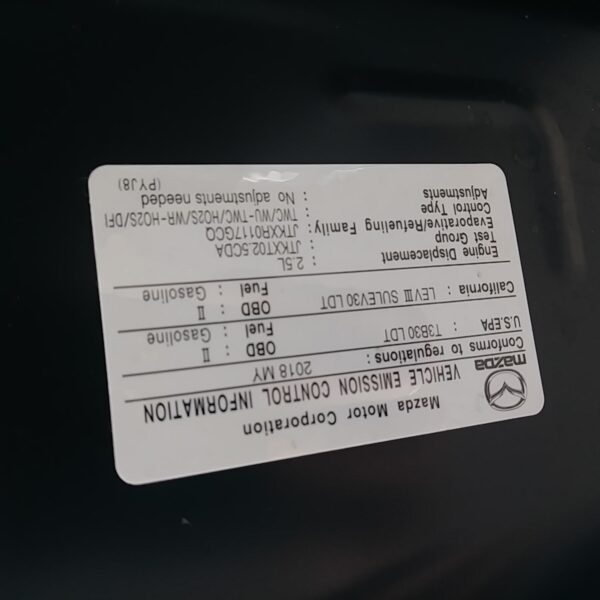 Mazda Motor Corporation
VEHICLE EMISSION CONTROL INFORMATION
mazda
Conforms to regulations: 2018 MY
U.S.EPA T3B30 LDT OBD : II
Fuel : Gasoline
California LEV III SULEV30 LDT OBD : II
Fuel : Gasoline
Engine Displacement : 2.5L
Test Group : JTKXT02.5CDA
Evaporative/Refueling Family: JTKXR0117GCQ
Control Type : TWC/WU-TWC/HO2S/WR-HO2S/DFI
Adjustments : No adjustments needed
(PYJ8)